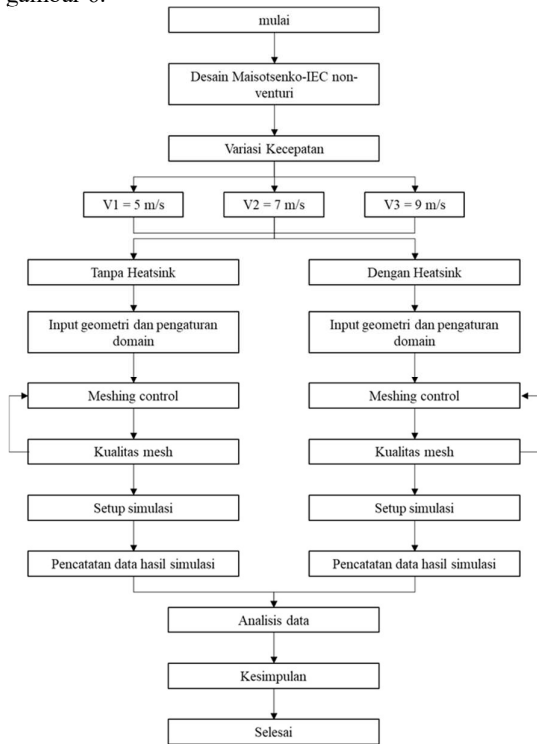 mulai
Desain Maisotsenko-IEC non-
venturi
Variasi Kecepatan
V1 = 5 m/s
V2 = 7 m/s
V3 = 9 m/s
Tanpa Heatsink
Dengan Heatsink
Input geometri dan pengaturan
domain
Input geometri dan pengaturan
domain
Meshing control
Meshing control
Kualitas mesh
Kualitas mesh
Setup simulasi
Setup simulasi
Pencatatan data hasil simulasi
Pencatatan data hasil simulasi
Analisis data
Kesimpulan
Selesai